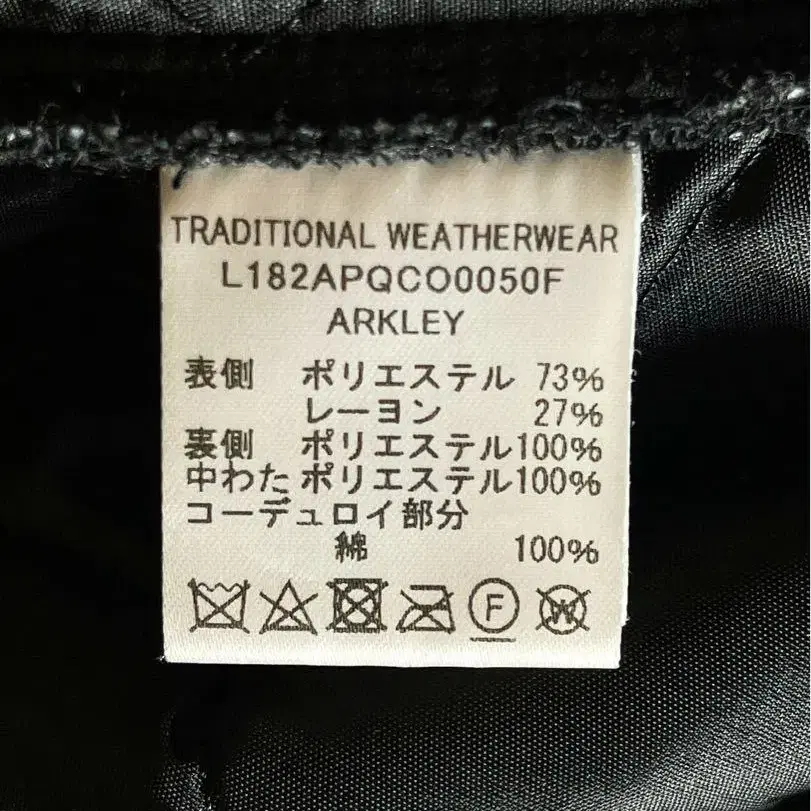 TRADITIONAL WEATHERWEAR
L182APQCO0050F
ARKLEY
表側 ポリエステル 73%
レーヨン 27%
裏側 ポリエステル100%
中わた ポリエステル100%
コーデュロイ部分
綿 100%
F W